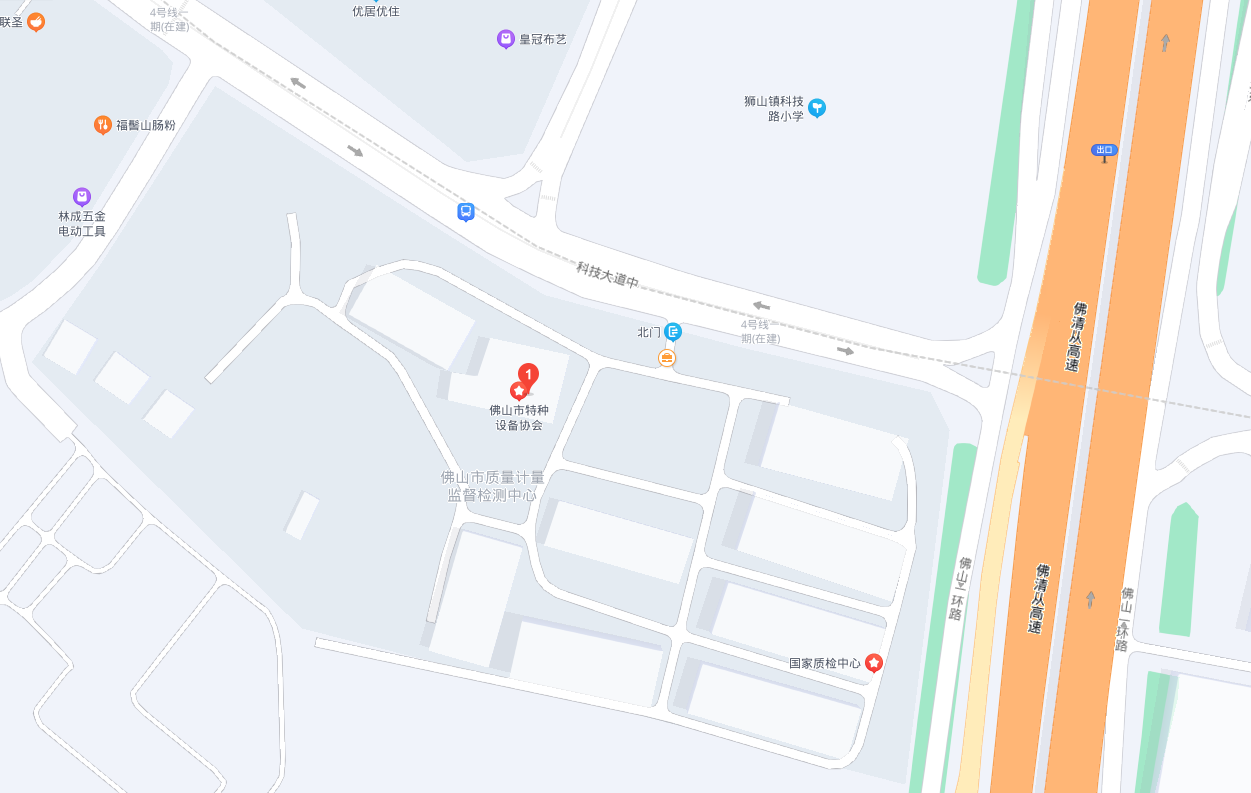 4号线一
期(在建)
优居优住
联圣
皇冠布艺
狮山镇科技
路小学
福鬍山肠粉
出口
林成五金
电动工具
科技大道中
北门
4号线一
期(在建)
佛清从高速
1
佛山市特种
设备协会
佛山市质量计量
监督检测中心
佛山一环路
佛清从高速
佛山一环路
国家质检中心